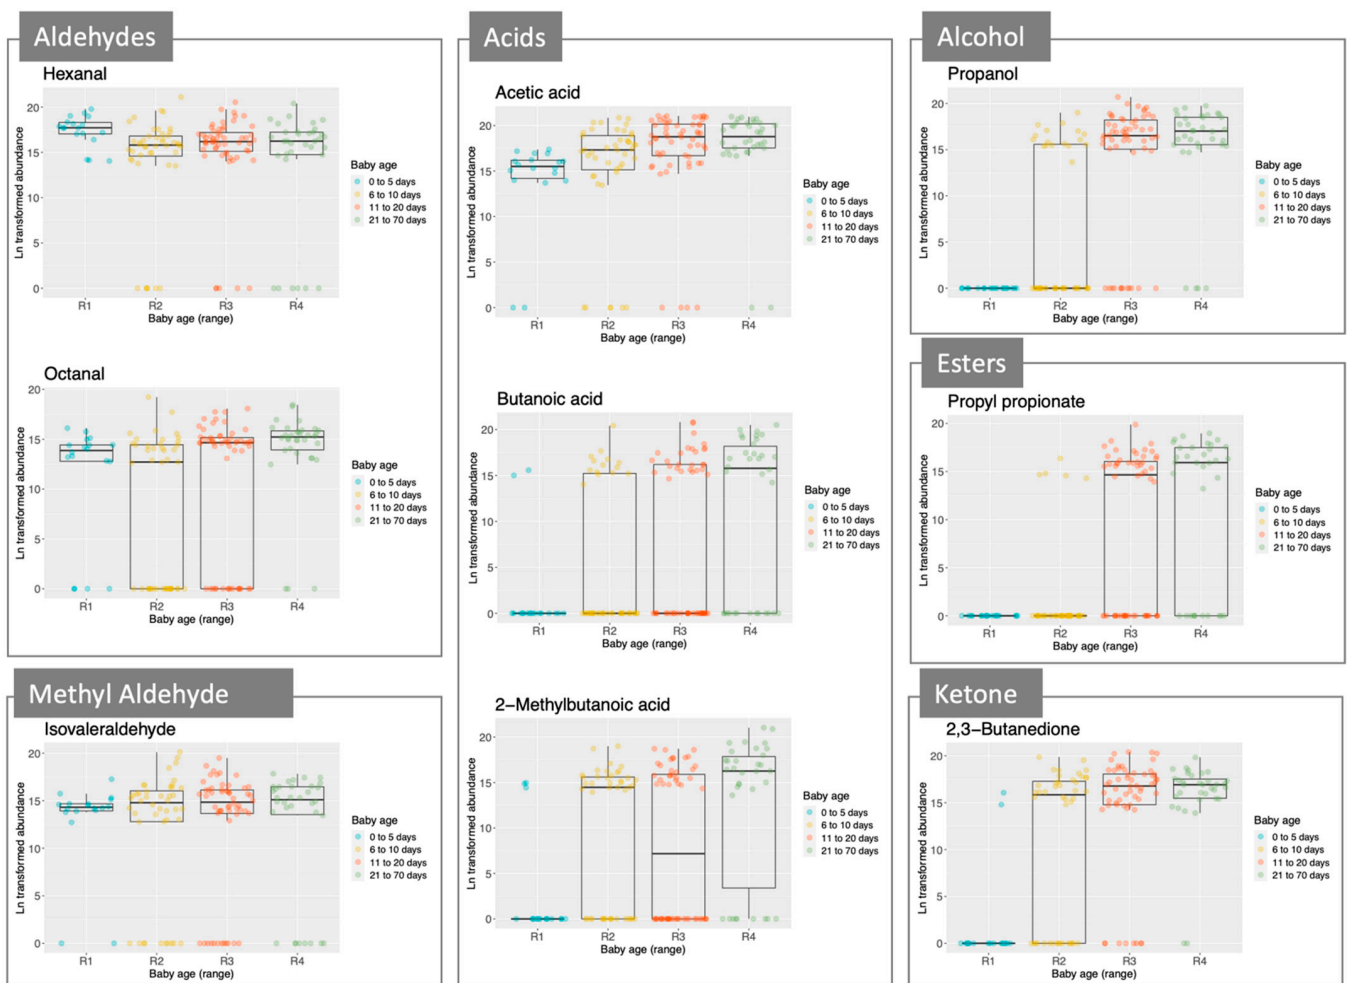 Aldehydes
Hexanal
Ln transformed abundance
20
15
10
5
0
R1 R2 R3 R4
Baby age (range)
Baby age
0 to 5 days
6 to 10 days
11 to 20 days
21 to 70 days
Octanal
Ln transformed abundance
20
15
10
5
0
R1 R2 R3 R4
Baby age (range)
Baby age
0 to 5 days
6 to 10 days
11 to 20 days
21 to 70 days
Methyl Aldehyde
Isovaleraldehyde
Ln transformed abundance
20
15
10
5
0
R1 R2 R3 R4
Baby age (range)
Baby age
0 to 5 days
6 to 10 days
11 to 20 days
21 to 70 days
Acids
Acetic acid
Ln transformed abundance
20
15
10
5
0
R1 R2 R3 R4
Baby age (range)
Baby age
0 to 5 days
6 to 10 days
11 to 20 days
21 to 70 days
Butanoic acid
Ln transformed abundance
20
15
10
5
0
R1 R2 R3 R4
Baby age (range)
Baby age
0 to 5 days
6 to 10 days
11 to 20 days
21 to 70 days
2−Methylbutanoic acid
Ln transformed abundance
20
15
10
5
0
R1 R2 R3 R4
Baby age (range)
Baby age
0 to 5 days
6 to 10 days
11 to 20 days
21 to 70 days
Alcohol
Propanol
Ln transformed abundance
20
15
10
5
0
R1 R2 R3 R4
Baby age (range)
Baby age
0 to 5 days
6 to 10 days
11 to 20 days
21 to 70 days
Esters
Propyl propionate
Ln transformed abundance
20
15
10
5
0
R1 R2 R3 R4
Baby age (range)
Baby age
0 to 5 days
6 to 10 days
11 to 20 days
21 to 70 days
Ketone
2,3−Butanedione
Ln transformed abundance
20
15
10
5
0
R1 R2 R3 R4
Baby age (range)
Baby age
0 to 5 days
6 to 10 days
11 to 20 days
21 to 70 days